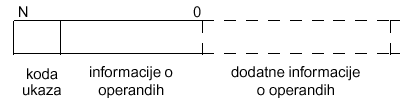 N 0
koda informacije o dodatne informacije
ukaza operandih o operandih